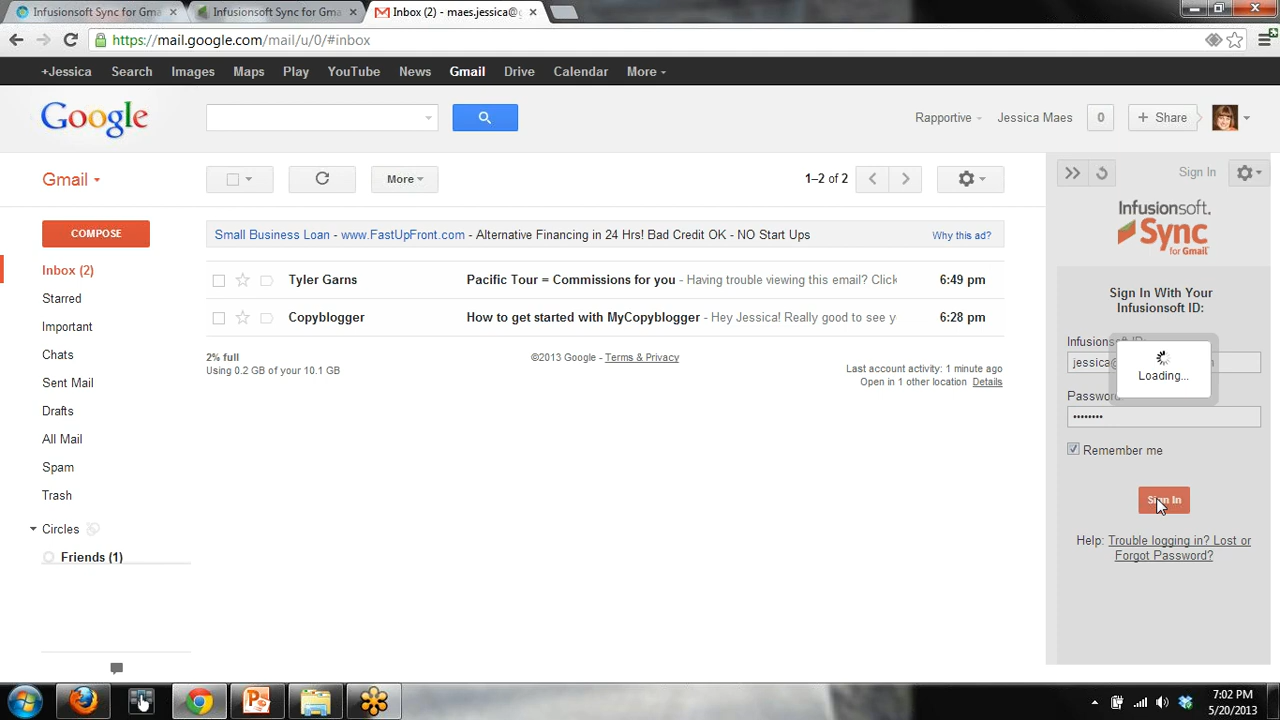 Infusionsoft Sync for Gma
Infusionsoft Sync for Gma
Inbox (2) - maes.jessica@g
https://mail.google.com/mail/u/0/#inbox
+Jessica Search Images Maps Play YouTube News Gmail Drive Calendar More
Google
Rapportive Jessica Maes 0 + Share
Gmail
More
1–2 of 2
Sign In
COMPOSE
Inbox (2)
Starred
Important
Chats
Sent Mail
Drafts
All Mail
Spam
Trash
Circles
Friends (1)
Small Business Loan - www.FastUpFront.com - Alternative Financing in 24 Hrs! Bad Credit OK - NO Start Ups Why this ad?
Tyler Garns Pacific Tour = Commissions for you - Having trouble viewing this email? Click 6:49 pm
Copyblogger How to get started with MyCopyblogger - Hey Jessica! Really good to see y 6:28 pm
2% full
Using 0.2 GB of your 10.1 GB
©2013 Google - Terms & Privacy
Last account activity: 1 minute ago
Open in 1 other location Details
Infusionsoft.
Sync
for Gmail
Sign In With Your
Infusionsoft ID:
Infusionsoft ID:
jessica@
Loading...
Password
••••••••
Remember me
Sign In
Help: Trouble logging in? Lost or
Forgot Password?
7:02 PM
5/20/2013